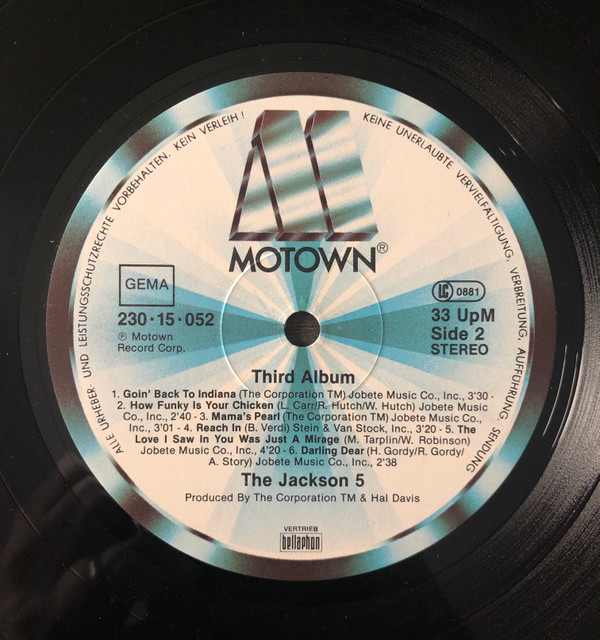 ALLE URHEBER- UND LEISTUNGSSCHUTZRECHTE VORBEHALTEN. KEIN VERLEIH! KEINE UNERLAUBTE VERVIELFÄLTIGUNG, VERBREITUNG, AUFFÜHRUNG, SENDUNG
MOTOWN®
GEMA
LC 0881
230·15·052
33 UpM
Side 2
STEREO
℗ Motown
Record Corp.
Third Album
1. Goin' Back To Indiana (The Corporation TM) Jobete Music Co., Inc., 3'30 -
2. How Funky Is Your Chicken (L. Carr/R. Hutch/W. Hutch) Jobete Music
Co., Inc., 2'40 - 3. Mama's Pearl (The Corporation TM) Jobete Music Co.,
Inc., 3'01 - 4. Reach In (B. Verdi) Stein & Van Stock, Inc., 3'20 - 5. The
Love I Saw In You Was Just A Mirage (M. Tarplin/W. Robinson)
Jobete Music Co., Inc., 4'20 - 6. Darling Dear (H. Gordy/R. Gordy/
A. Story) Jobete Music Co., Inc., 2'38
The Jackson 5
Produced By The Corporation TM & Hal Davis
VERTRIEB
bellaphon